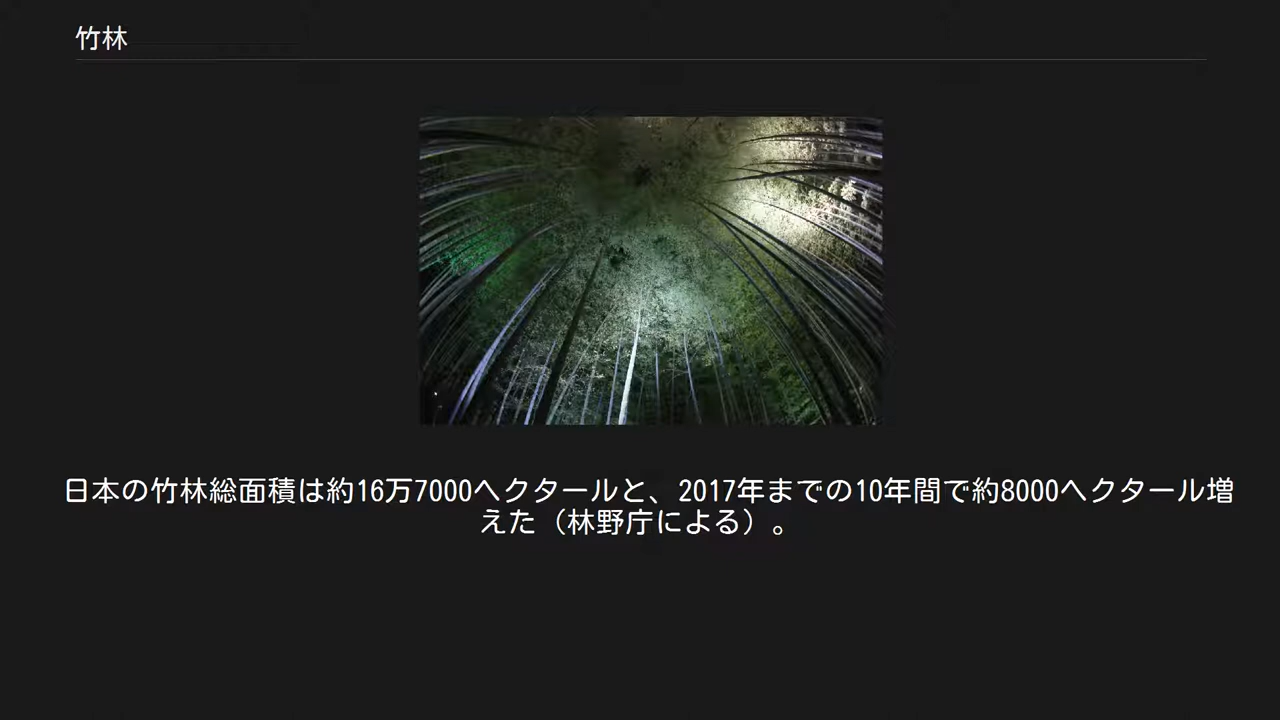 竹林
日本の竹林総面積は約16万7000ヘクタールと、2017年までの10年間で約8000ヘクタール増
えた（林野庁による）。